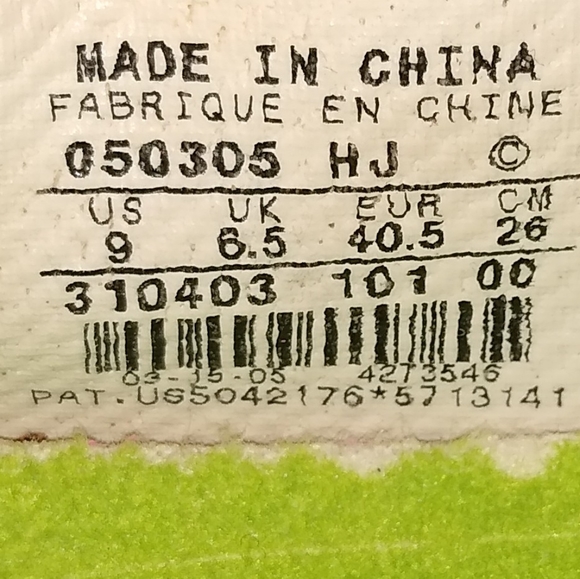 MADE IN CHINA
FABRIQUE EN CHINE
050305 HJ ©
US UK EUR CM
9 6.5 40.5 26
310403 101 00
03-15-05 4273546
PAT.US5042176*5713141